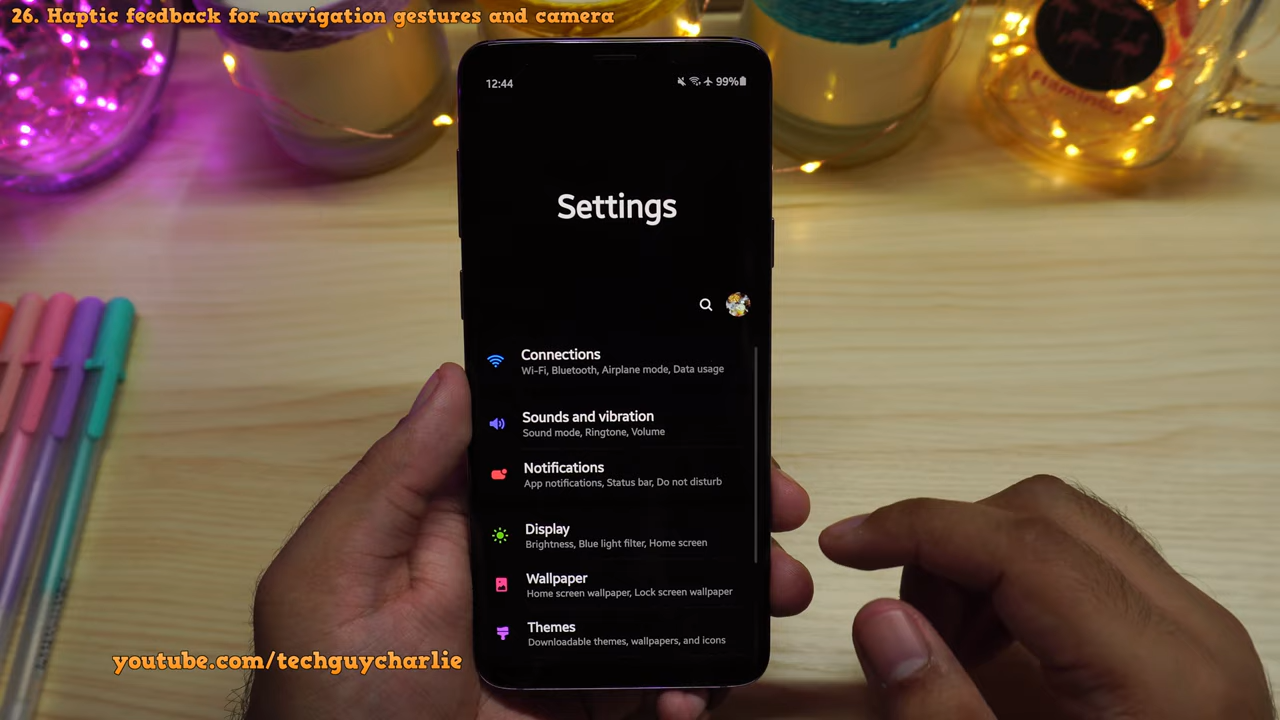 26. Haptic feedback for navigation gestures and camera
12:44
99%
Settings
Connections
Wi-Fi, Bluetooth, Airplane mode, Data usage
Sounds and vibration
Sound mode, Ringtone, Volume
Notifications
App notifications, Status bar, Do not disturb
Display
Brightness, Blue light filter, Home screen
Wallpaper
Home screen wallpaper, Lock screen wallpaper
Themes
Downloadable themes, wallpapers, and icons
youtube.com/techguycharlie
Flamingo